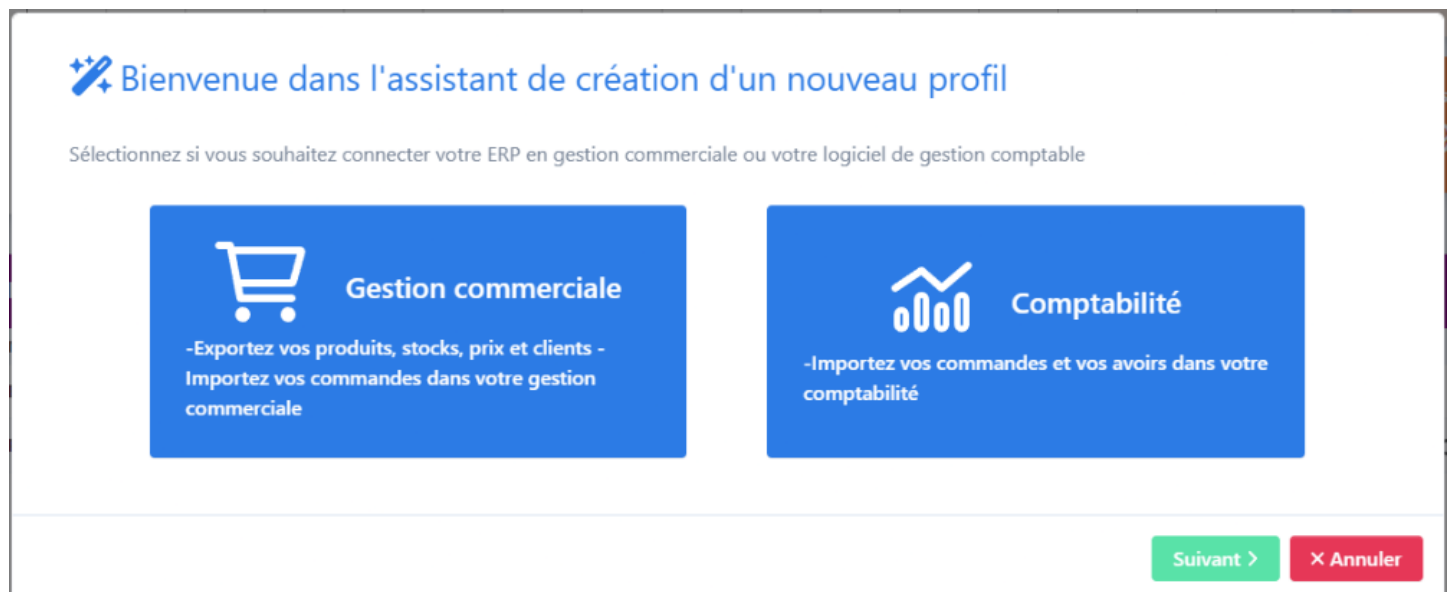 Bienvenue dans l'assistant de création d'un nouveau profil
Sélectionnez si vous souhaitez connecter votre ERP en gestion commerciale ou votre logiciel de gestion comptable
Gestion commerciale
-Exportez vos produits, stocks, prix et clients -
Importez vos commandes dans votre gestion
commerciale
Comptabilité
-Importez vos commandes et vos avoirs dans votre
comptabilité
Suivant >
× Annuler